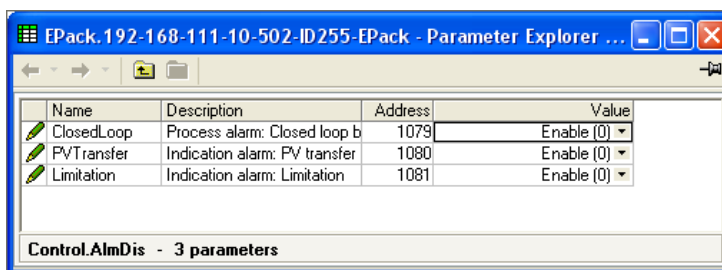 EPack.192-168-111-10-502-ID255-EPack - Parameter Explorer ...
Name Description Address Value
ClosedLoop Process alarm: Closed loop b 1079 Enable (0)
PVTransfer Indication alarm: PV transfer 1080 Enable (0)
Limitation Indication alarm: Limitation 1081 Enable (0)
Control.AlmDis - 3 parameters